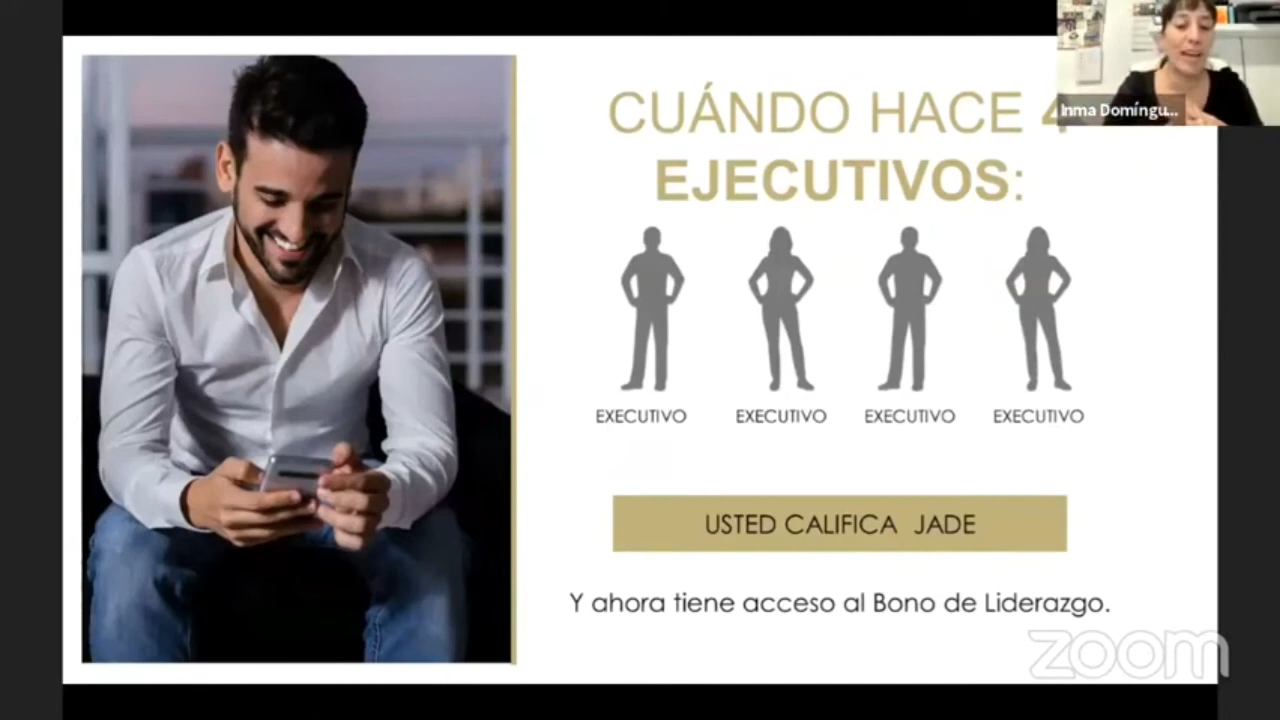 CUÁNDO HACE 4
EJECUTIVOS:
EXECUTIVO EXECUTIVO EXECUTIVO EXECUTIVO
USTED CALIFICA JADE
Y ahora tiene acceso al Bono de Liderazgo.
Inma Domíngu...
zoom